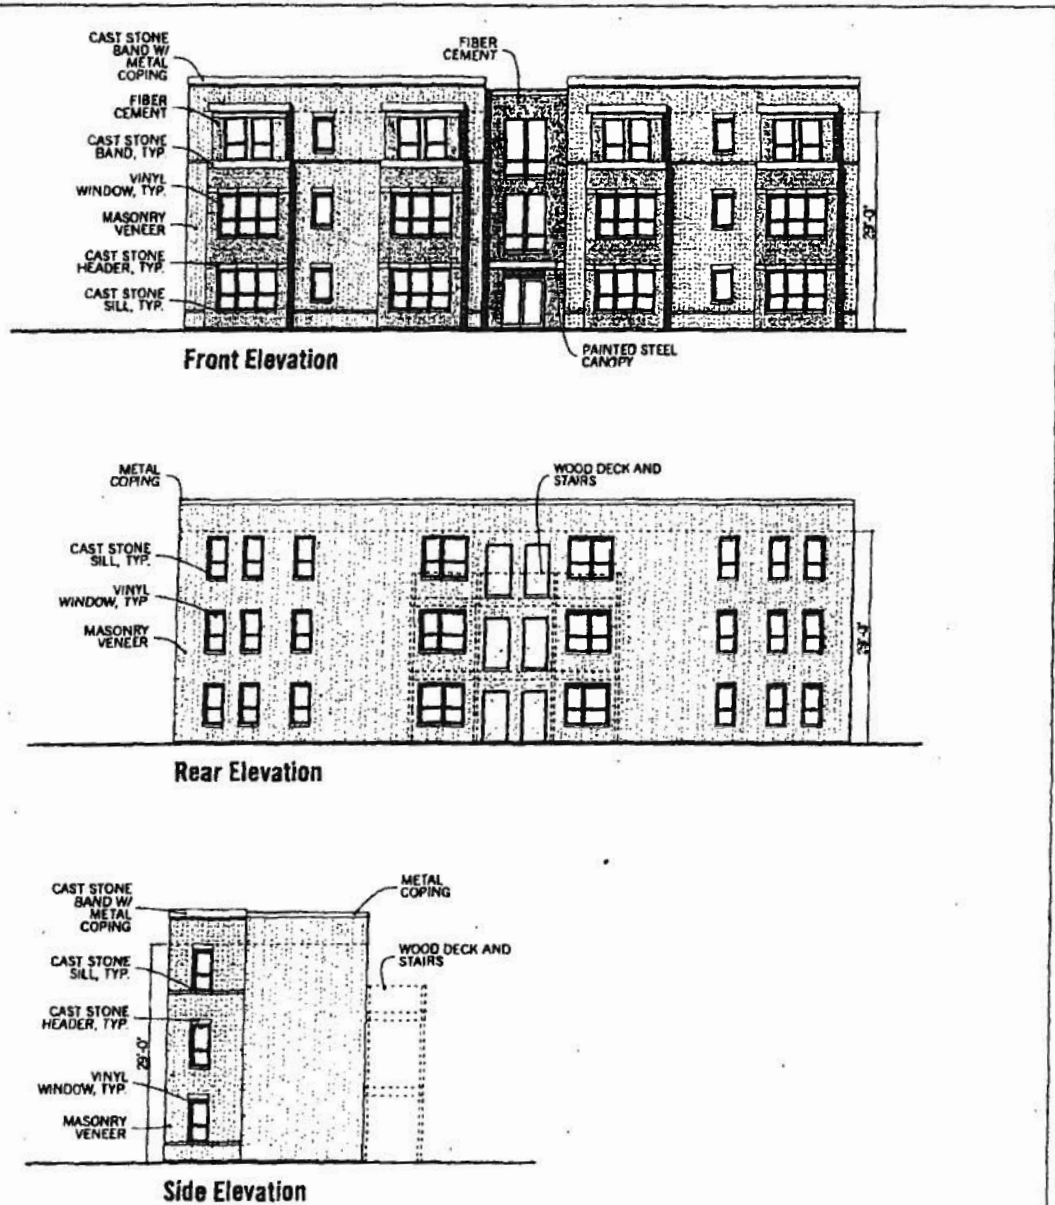 CAST STONE
BAND W/
METAL
COPING
FIBER
CEMENT
FIBER
CEMENT
CAST STONE
BAND, TYP.
VINYL
WINDOW, TYP.
MASONRY
VENEER
CAST STONE
HEADER, TYP.
CAST STONE
SILL, TYP.
29'-0"
PAINTED STEEL
CANOPY
Front Elevation
METAL
COPING
WOOD DECK AND
STAIRS
CAST STONE
SILL, TYP.
VINYL
WINDOW, TYP
MASONRY
VENEER
29'-0"
Rear Elevation
CAST STONE
BAND W/
METAL
COPING
METAL
COPING
WOOD DECK AND
STAIRS
CAST STONE
SILL, TYP.
CAST STONE
HEADER, TYP.
29'-0"
VINYL
WINDOW, TYP.
MASONRY
VENEER
Side Elevation